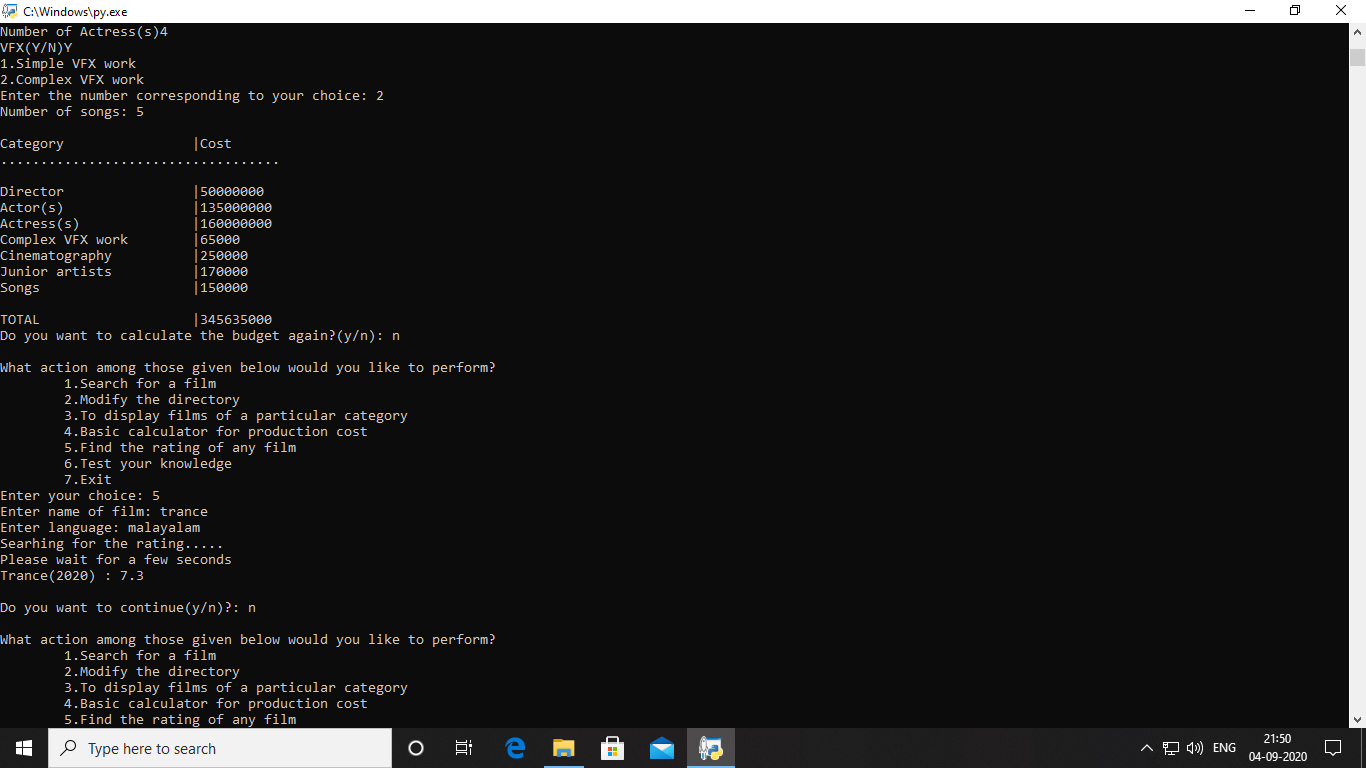 C:\Windows\py.exe
Number of Actress(s)4
VFX(Y/N)Y
1.Simple VFX work
2.Complex VFX work
Enter the number corresponding to your choice: 2
Number of songs: 5
Category |Cost
...................................
Director |50000000
Actor(s) |135000000
Actress(s) |160000000
Complex VFX work |65000
Cinematography |250000
Junior artists |170000
Songs |150000
TOTAL |345635000
Do you want to calculate the budget again?(y/n): n
What action among those given below would you like to perform?
1.Search for a film
2.Modify the directory
3.To display films of a particular category
4.Basic calculator for production cost
5.Find the rating of any film
6.Test your knowledge
7.Exit
Enter your choice: 5
Enter name of film: trance
Enter language: malayalam
Searhing for the rating.....
Please wait for a few seconds
Trance(2020) : 7.3
Do you want to continue(y/n)?: n
What action among those given below would you like to perform?
1.Search for a film
2.Modify the directory
3.To display films of a particular category
4.Basic calculator for production cost
5.Find the rating of any film
Type here to search
ENG
21:50
04-09-2020